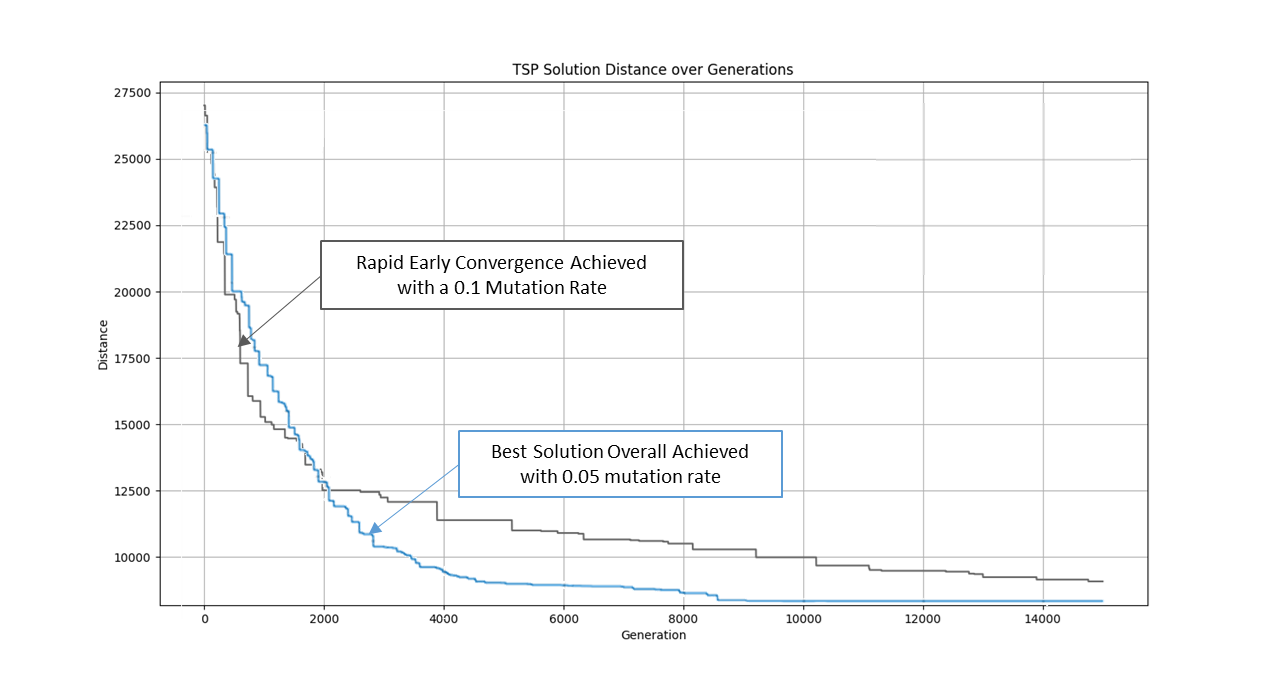 TSP Solution Distance over Generations
27500
25000
22500
20000
17500
15000
12500
10000
Distance
Rapid Early Convergence Achieved
with a 0.1 Mutation Rate
Best Solution Overall Achieved
with 0.05 mutation rate
0 2000 4000 6000 8000 10000 12000 14000
Generation